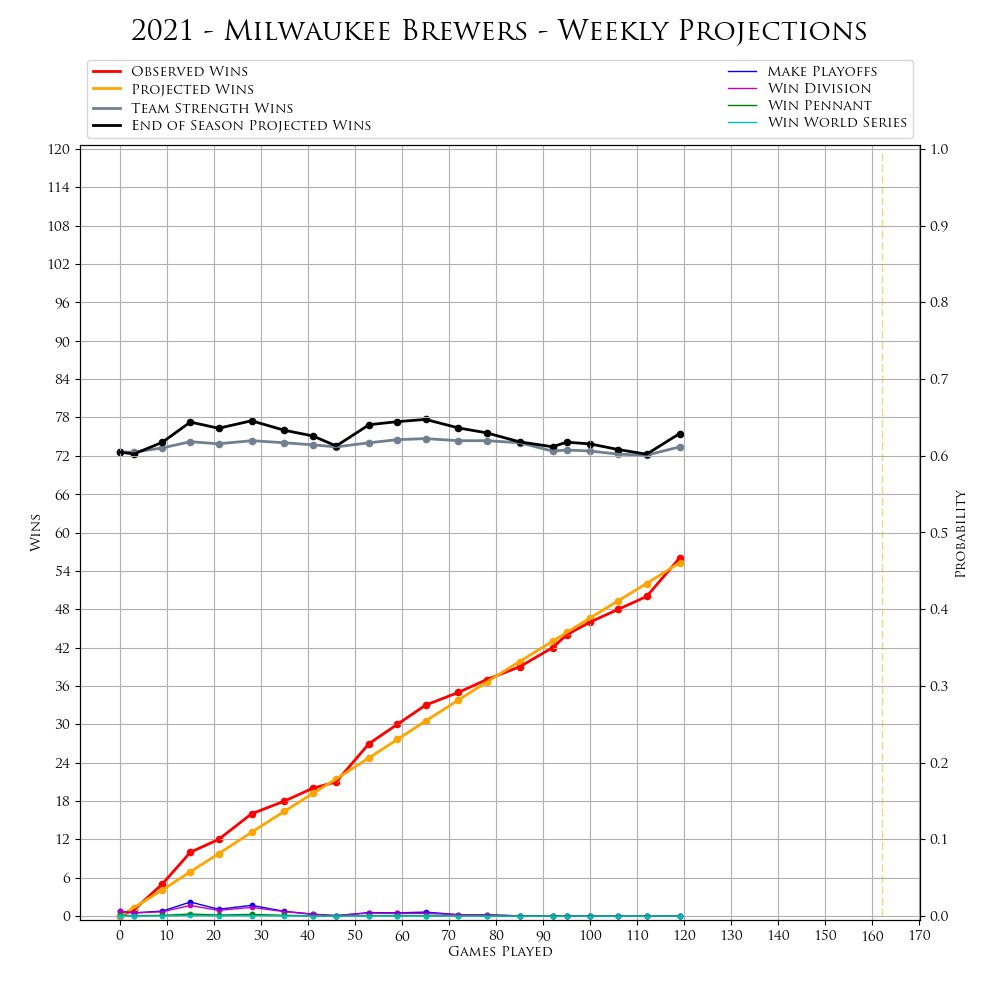 2021 - Milwaukee Brewers - Weekly Projections
Observed Wins
Projected Wins
Team Strength Wins
End of Season Projected Wins
Make Playoffs
Win Division
Win Pennant
Win World Series
120
114
108
102
96
90
84
78
72
66
60
54
48
42
36
30
24
18
12
6
0
Wins
1.0
0.9
0.8
0.7
0.6
0.5
0.4
0.3
0.2
0.1
0.0
Probability
0 10 20 30 40 50 60 70 80 90 100 110 120 130 140 150 160 170
Games Played